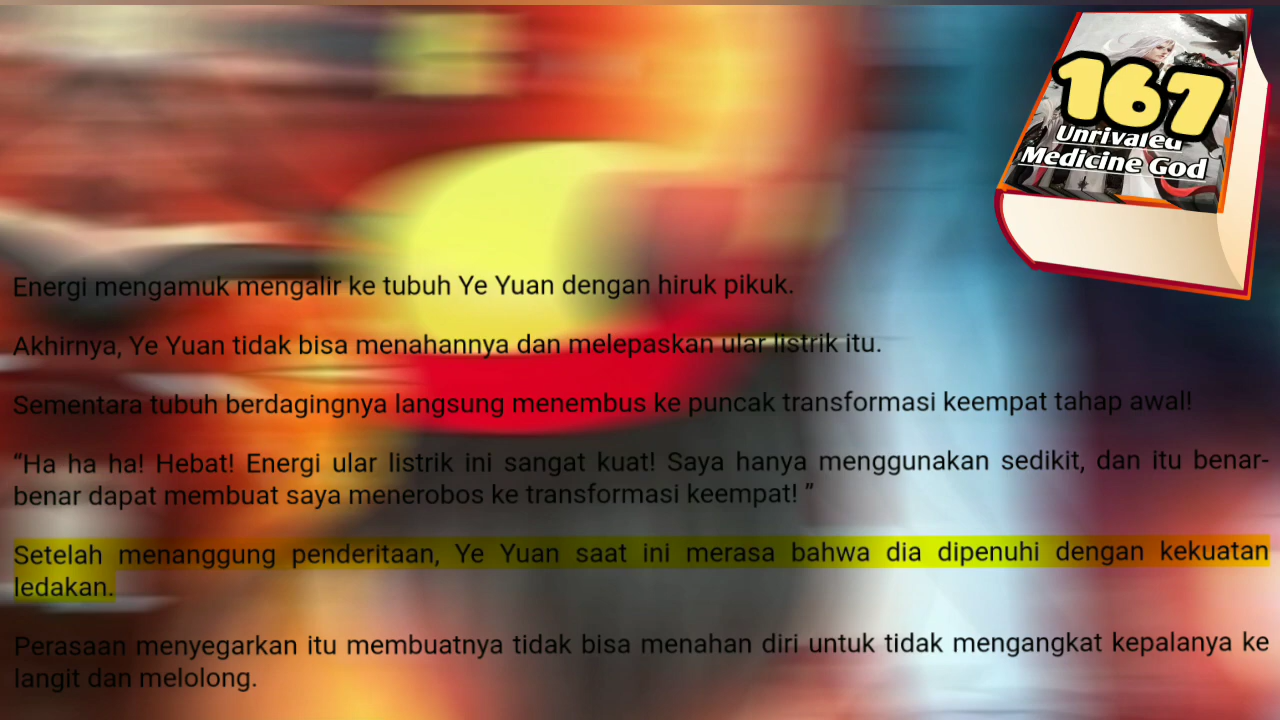 167
Unrivaled
Medicine God
Energi mengamuk mengalir ke tubuh Ye Yuan dengan hiruk pikuk.
Akhirnya, Ye Yuan tidak bisa menahannya dan melepaskan ular listrik itu.
Sementara tubuh berdagingnya langsung menembus ke puncak transformasi keempat tahap awal!
“Ha ha ha! Hebat! Energi ular listrik ini sangat kuat! Saya hanya menggunakan sedikit, dan itu benar-
benar dapat membuat saya menerobos ke transformasi keempat! ”
Setelah menanggung penderitaan, Ye Yuan saat ini merasa bahwa dia dipenuhi dengan kekuatan
ledakan.
Perasaan menyegarkan itu membuatnya tidak bisa menahan diri untuk tidak mengangkat kepalanya ke
langit dan melolong.